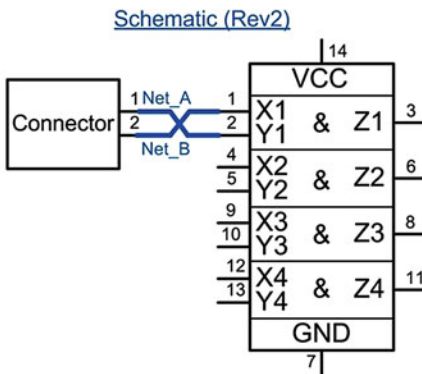 Schematic (Rev2)
14
VCC
1 Net_A 1 X1 & Z1 3
Connector
2 Net_B 2 Y1
4 X2 & Z2 6
5 Y2
9 X3 & Z3 8
10 Y3
12 X4 & Z4 11
13 Y4
GND
7